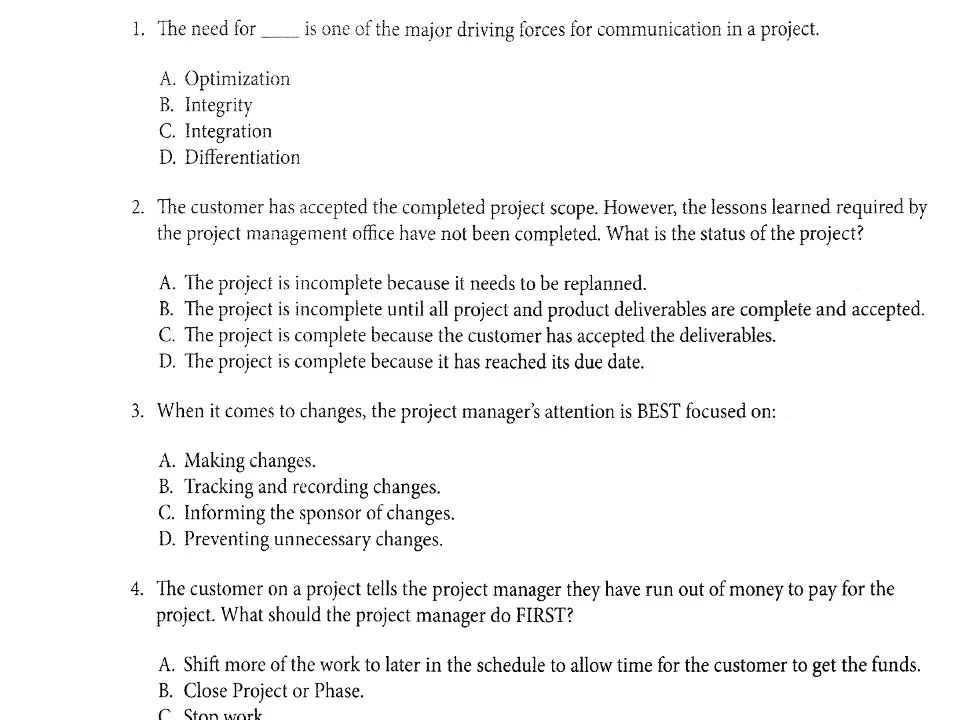 1. The need for ____ is one of the major driving forces for communication in a project.
A. Optimization
B. Integrity
C. Integration
D. Differentiation
2. The customer has accepted the completed project scope. However, the lessons learned required by
the project management office have not been completed. What is the status of the project?
A. The project is incomplete because it needs to be replanned.
B. The project is incomplete until all project and product deliverables are complete and accepted.
C. The project is complete because the customer has accepted the deliverables.
D. The project is complete because it has reached its due date.
3. When it comes to changes, the project manager's attention is BEST focused on:
A. Making changes.
B. Tracking and recording changes.
C. Informing the sponsor of changes.
D. Preventing unnecessary changes.
4. The customer on a project tells the project manager they have run out of money to pay for the
project. What should the project manager do FIRST?
A. Shift more of the work to later in the schedule to allow time for the customer to get the funds.
B. Close Project or Phase.
C. Stop work